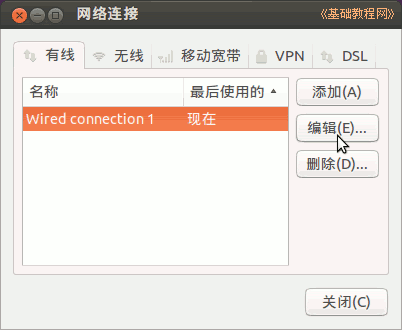 网络连接
《基础教程网》
有线 无线 移动宽带 VPN DSL
名称 最后使用的
添加(A)
Wired connection 1 现在
编辑(E)...
删除(D)...
关闭(C)